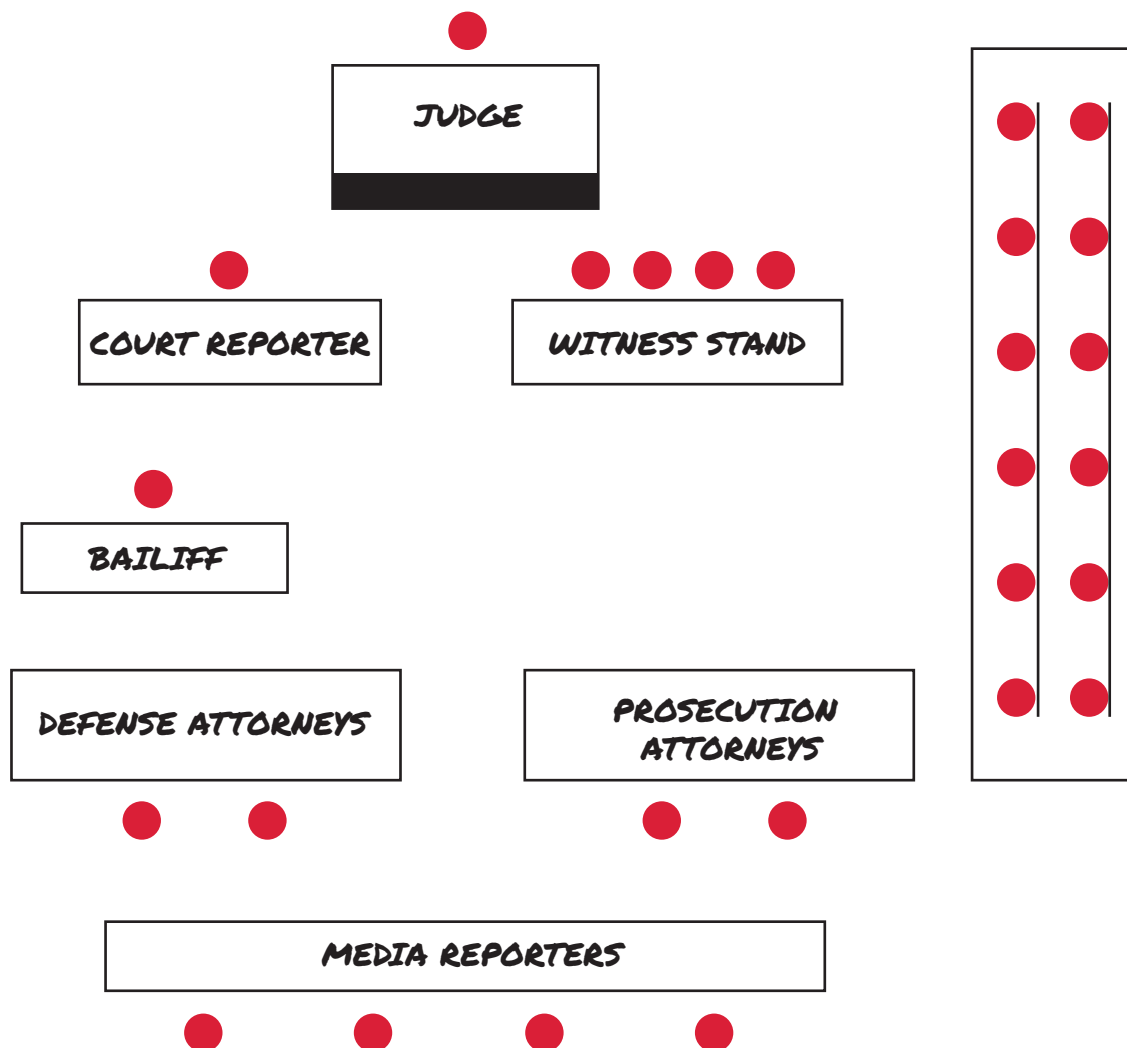 JUDGE
COURT REPORTER
WITNESS STAND
BAILIFF
DEFENSE ATTORNEYS
PROSECUTION
ATTORNEYS
MEDIA REPORTERS